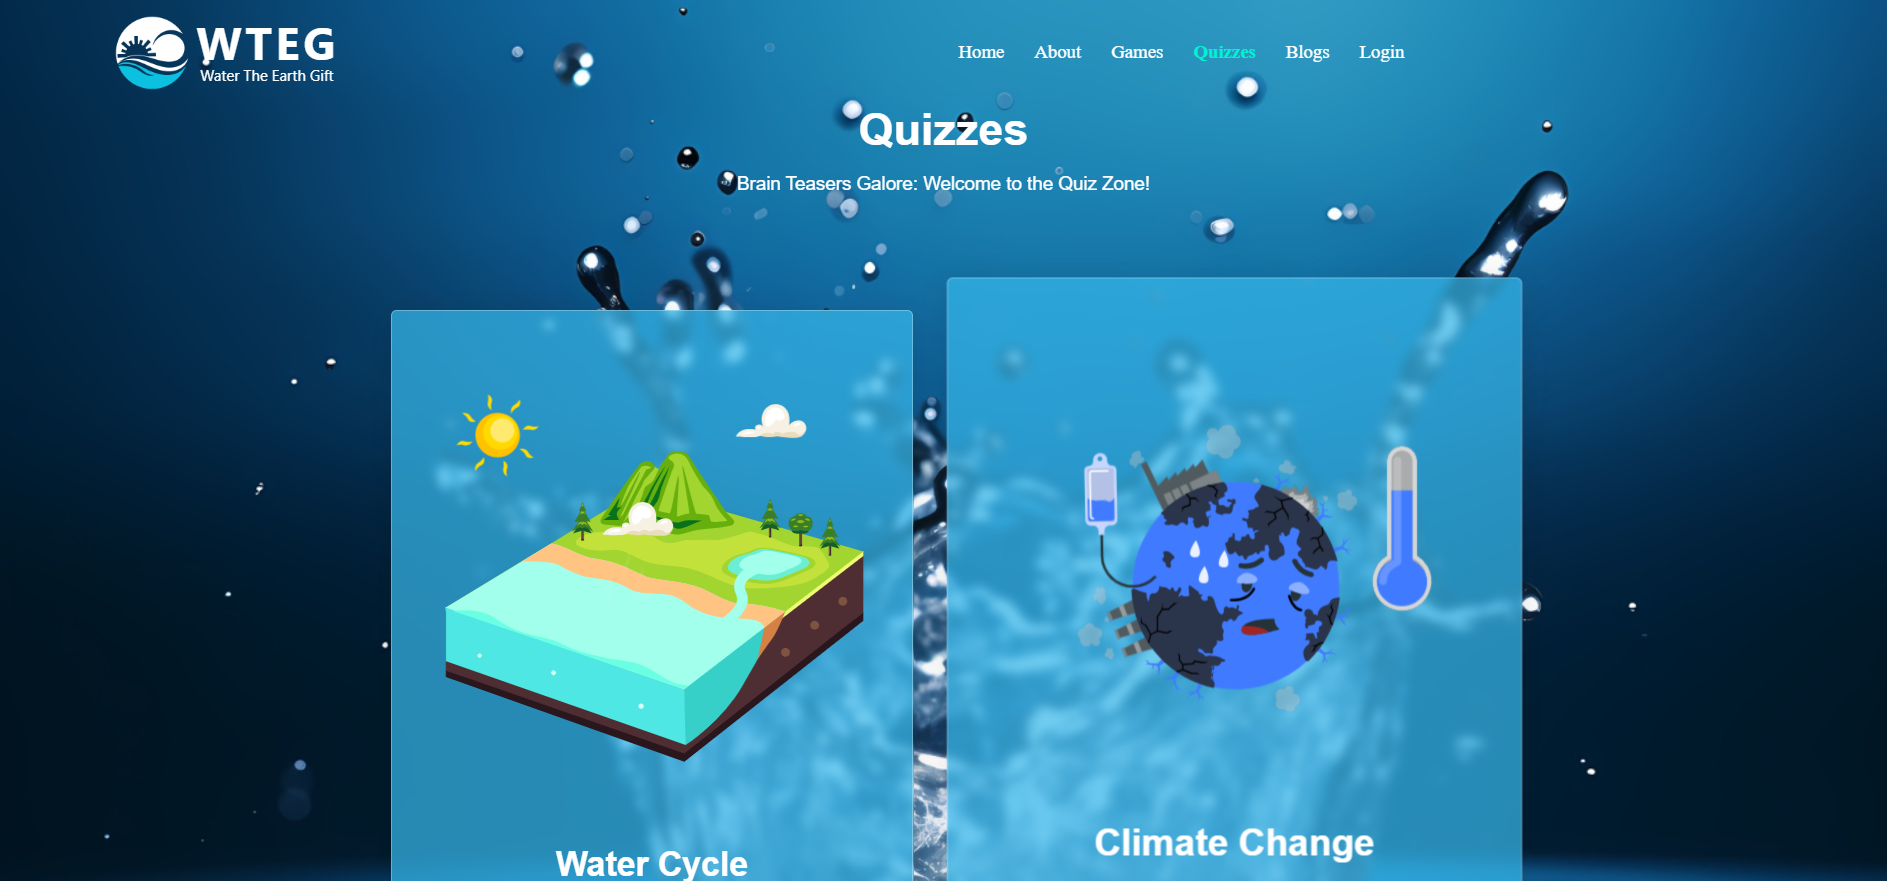 WTEG
Water The Earth Gift
Home About Games Quizzes Blogs Login
Quizzes
Brain Teasers Galore: Welcome to the Quiz Zone!
Water Cycle
Climate Change